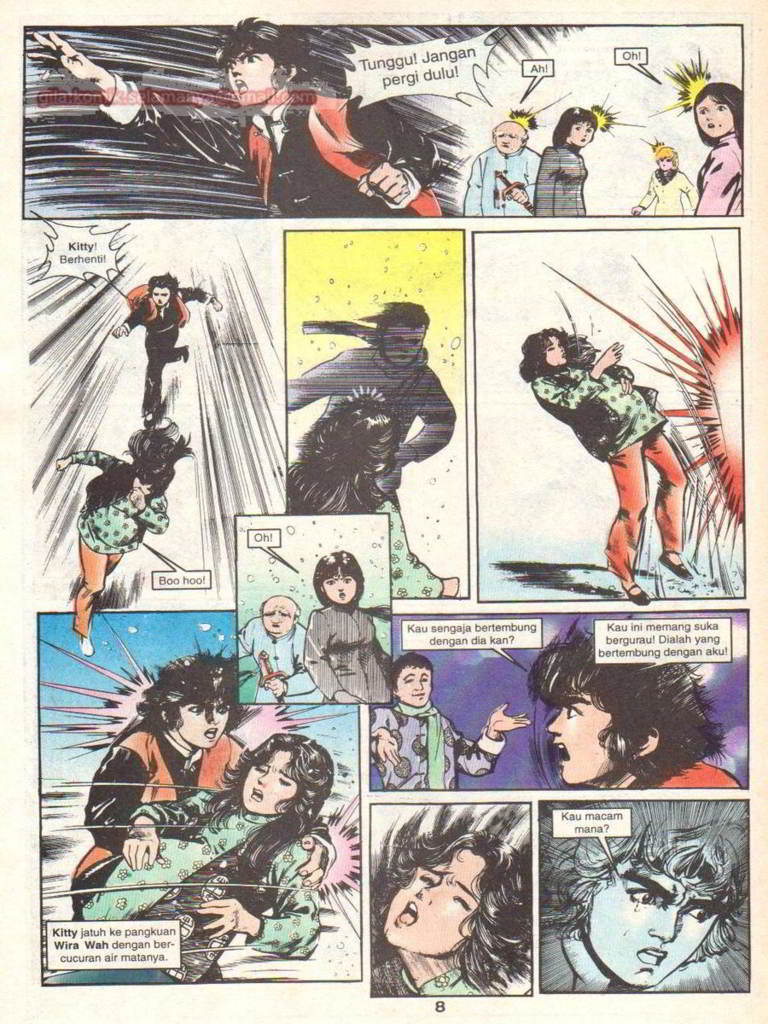 Tunggu! Jangan
pergi dulu!
Ah!
Oh!
Kitty!
Berhenti!
Boo hoo!
Oh!
Kau sengaja bertembung
dengan dia kan?
Kau ini memang suka
bergurau! Dialah yang
bertembung dengan aku!
Kitty jatuh ke pangkuan
Wira Wah dengan ber-
cucuran air matanya.
Kau macam
mana?
8